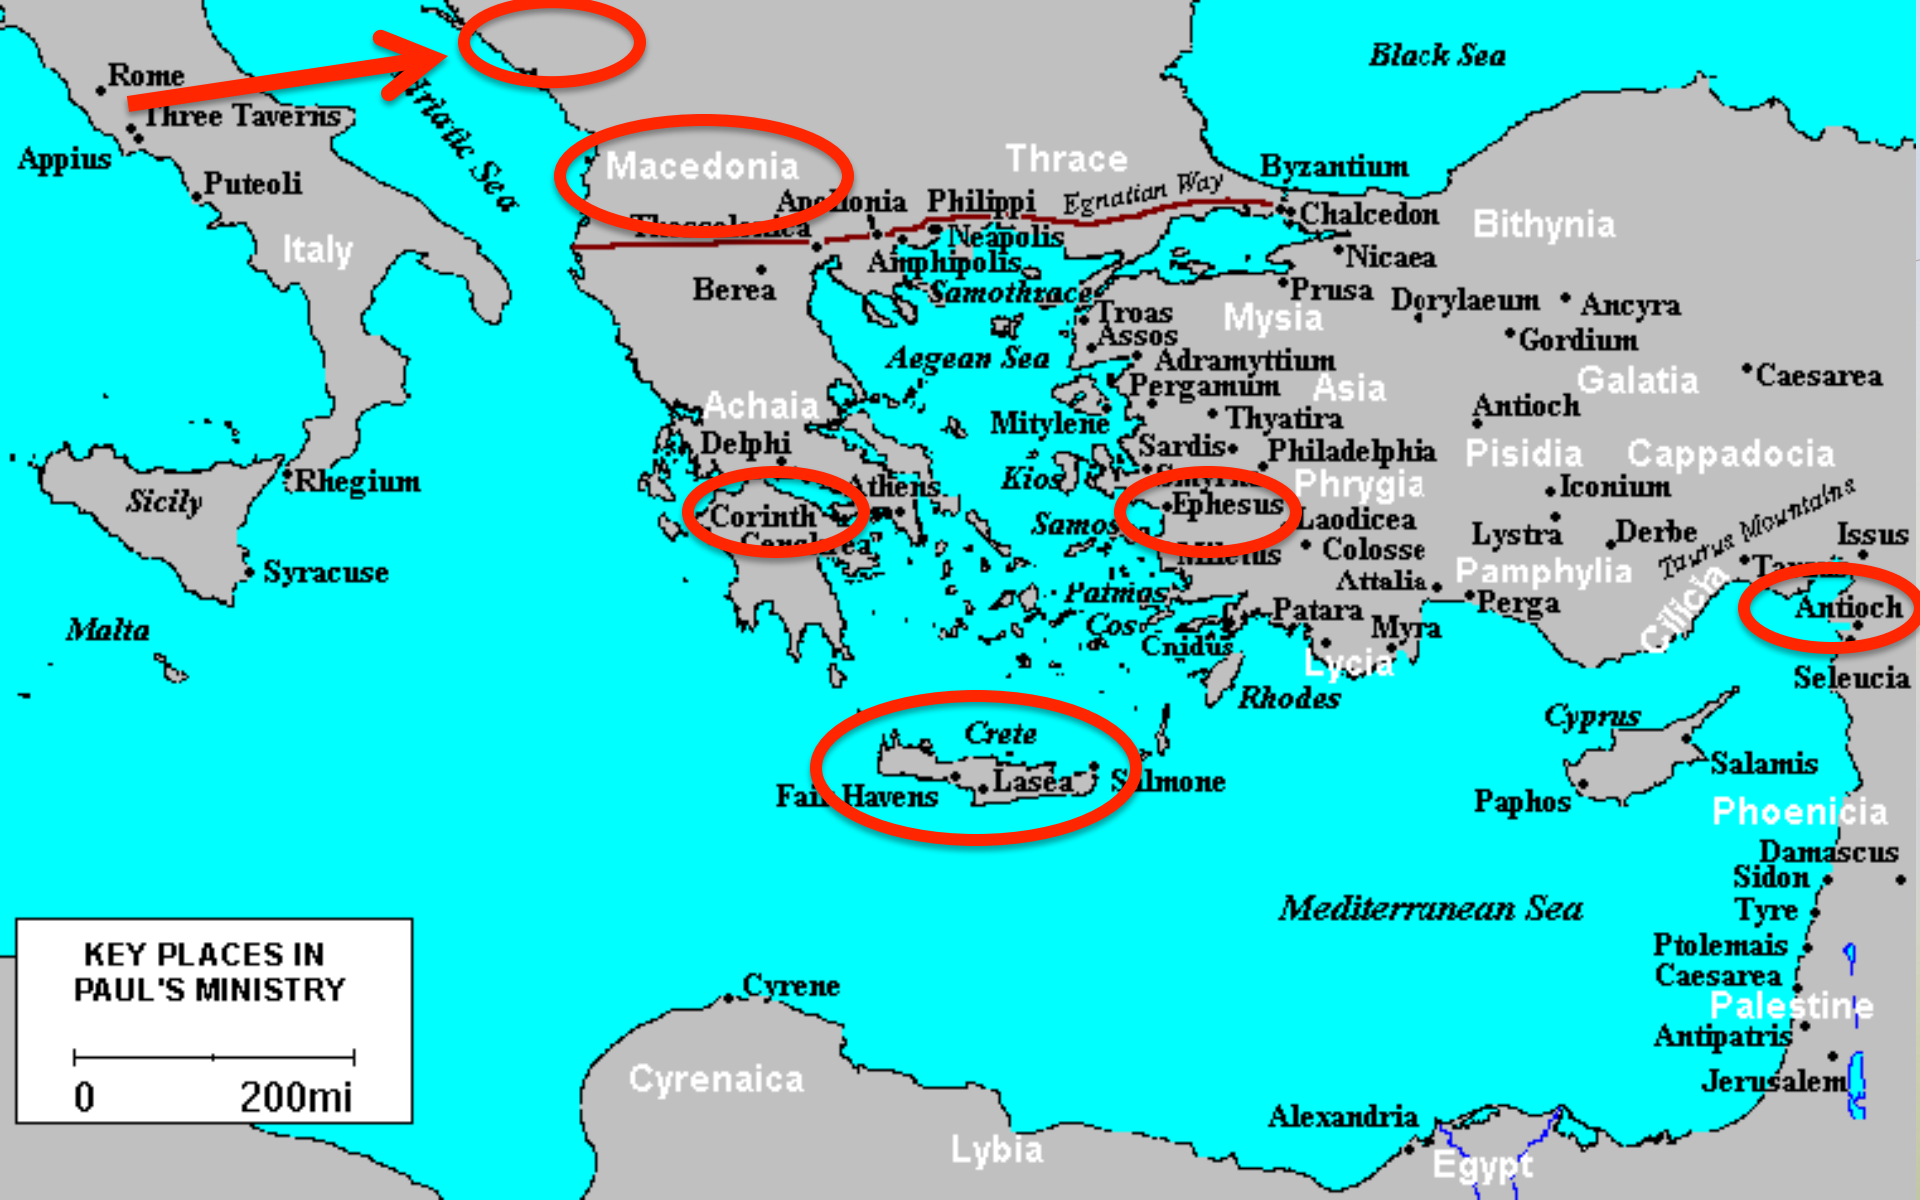 Black Sea
Rome
Three Taverns
Adriatic Sea
Appius
Puteoli
Italy
Macedonia
Thrace
Byzantium
Egnatian Way
Apollonia
Philippi
Thessalonica
Neapolis
Chalcedon
Bithynia
Amphipolis
Nicaea
Berea
Samothrace
Prusa
Dorylaeum
Ancyra
Troas
Mysia
Assos
Gordium
Aegean Sea
Adramyttium
Pergamum
Asia
Galatia
Caesarea
Achaia
Antioch
Mitylene
Thyatira
Delphi
Sardis
Philadelphia
Pisidia
Cappadocia
Rhegium
Sicily
Kios
Smyrna
Phrygia
Athens
Iconium
Corinth
Ephesus
Samos
Laodicea
Taurus Mountains
Lystra
Derbe
Issus
Cenchrea
Miletus
Colosse
Syracuse
Attalia
Pamphylia
Tarsus
Patmos
Perga
Cilicia
Antioch
Patara
Malta
Cos
Myra
Cnidus
Lycia
Seleucia
Rhodes
Cyprus
Crete
Salamis
Lasea
Salmone
Fair Havens
Paphos
Phoenicia
Damascus
Sidon
Mediterranean Sea
Tyre
Ptolemais
KEY PLACES IN
PAUL'S MINISTRY
Caesarea
Cyrene
Palestine
Antipatris
0 200mi
Cyrenaica
Jerusalem
Alexandria
Lybia
Egypt